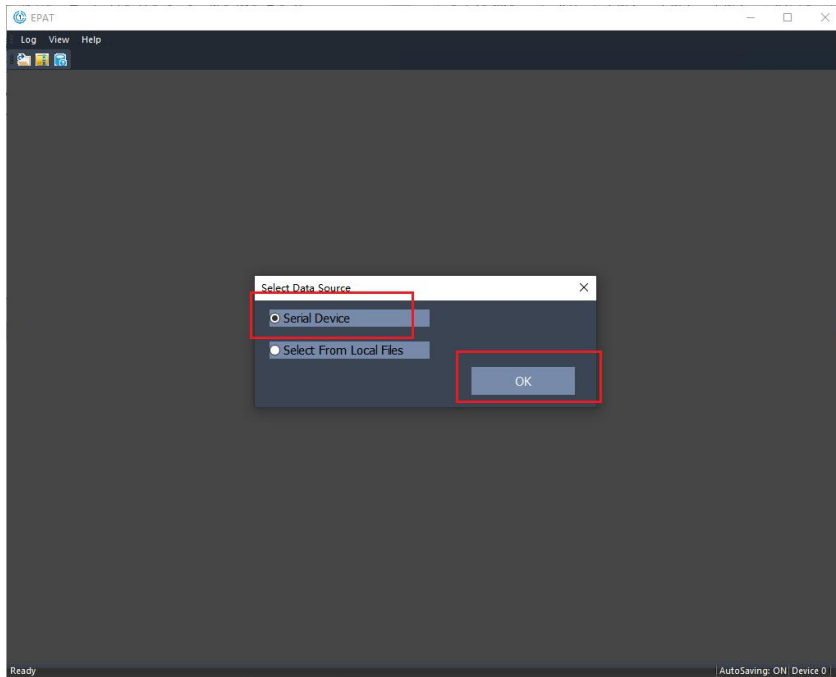 EPAT
Log View Help
Select Data Source
Serial Device
Select From Local Files
OK
Ready
AutoSaving: ON Device 0